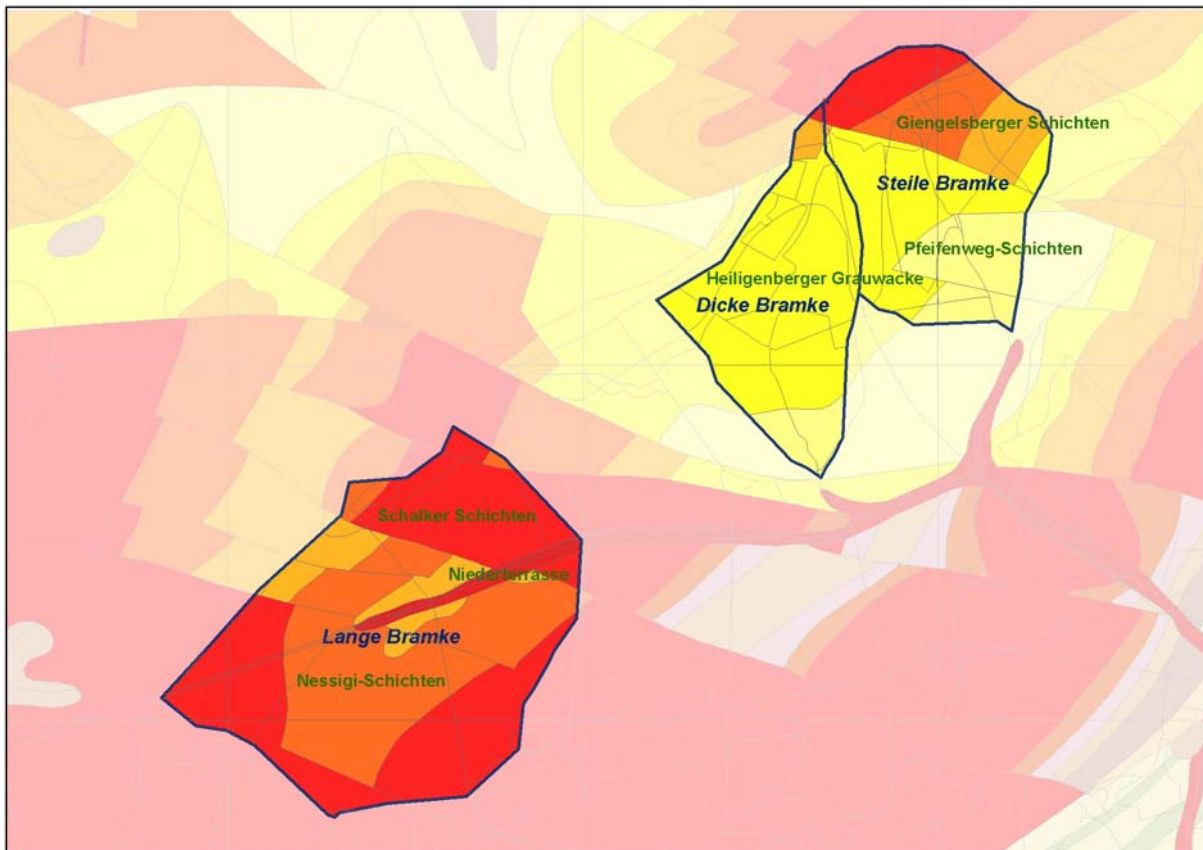 Giengelsberger Schichten
Steile Bramke
Pfeifenweg-Schichten
Heiligenberger Grauwacke
Dicke Bramke
Schalker Schichten
Niederterrasse
Lange Bramke
Nessigi-Schichten